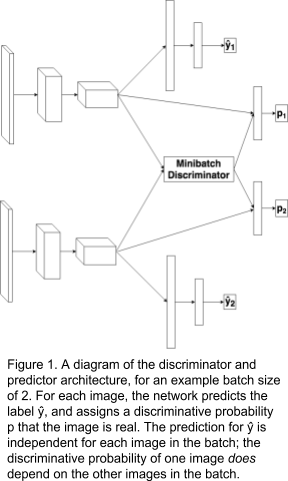 ŷ₁
p₁
Minibatch
Discriminator
p₂
ŷ₂
Figure 1. A diagram of the discriminator and
predictor architecture, for an example batch size
of 2. For each image, the network predicts the
label ŷ, and assigns a discriminative probability
p that the image is real. The prediction for ŷ is
independent for each image in the batch; the
discriminative probability of one image does
depend on the other images in the batch.